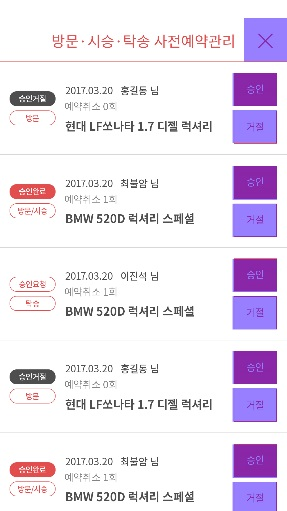 방문·시승·탁송 사전예약관리
승인거절
방문
2017.03.20 홍길동 님
예약취소 0회
현대 LF쏘나타 1.7 디젤 럭셔리
승인
거절
승인완료
방문/시승
2017.03.20 최불암 님
예약취소 1회
BMW 520D 럭셔리 스페셜
승인
거절
승인요청
탁송
2017.03.20 이진석 님
예약취소 1회
BMW 520D 럭셔리 스페셜
승인
거절
승인거절
방문
2017.03.20 홍길동 님
예약취소 0회
현대 LF쏘나타 1.7 디젤 럭셔리
승인
거절
승인완료
방문/시승
2017.03.20 최불암 님
예약취소 1회
BMW 520D 럭셔리 스페셜
승인
거절